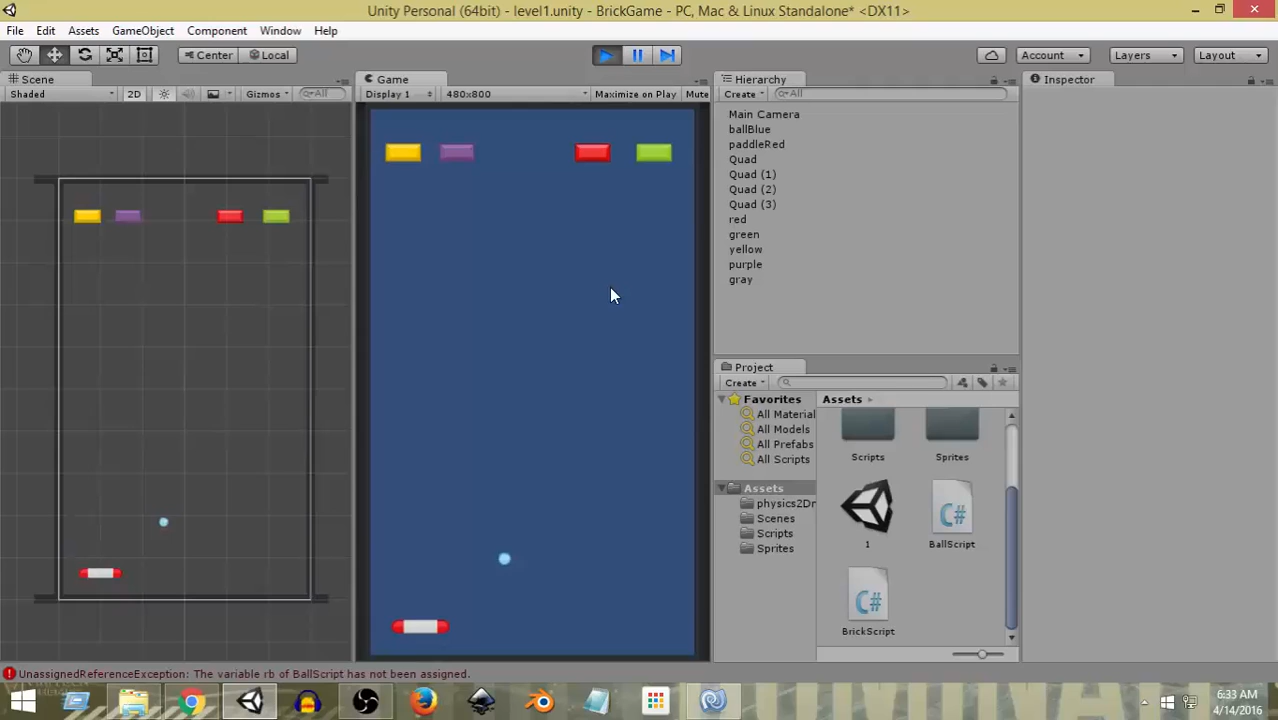 Unity Personal (64bit) - level1.unity - BrickGame - PC, Mac & Linux Standalone* <DX11>
File Edit Assets GameObject Component Window Help
Center Local Account Layers Layout
Scene Game Hierarchy Inspector
Shaded 2D Gizmos All Display 1 480x800 Maximize on Play Mute Create All
Main Camera
ballBlue
paddleRed
Quad
Quad (1)
Quad (2)
Quad (3)
red
green
yellow
purple
gray
Project
Create
Favorites
All Material
All Models
All Prefabs
All Scripts
Assets
physics2Dr
Scenes
Scripts
Sprites
Assets
Scripts Sprites
1 BallScript
C#
BrickScript
C#
UnassignedReferenceException: The variable rb of BallScript has not been assigned.
6:33 AM
4/14/2016